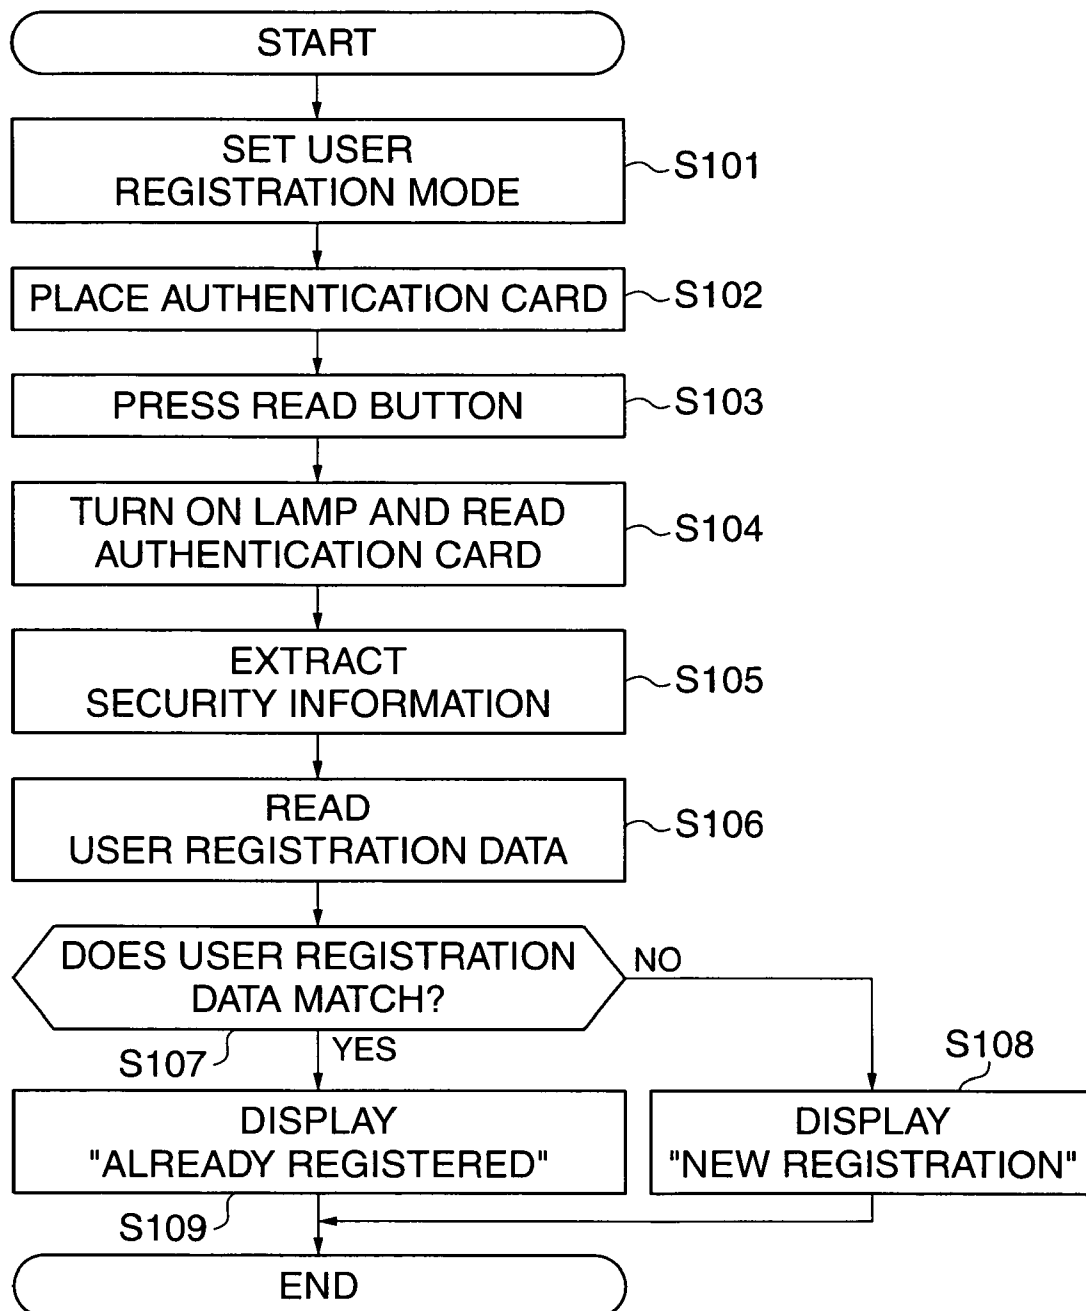 START
SET USER
REGISTRATION MODE
S101
PLACE AUTHENTICATION CARD
S102
PRESS READ BUTTON
S103
TURN ON LAMP AND READ
AUTHENTICATION CARD
S104
EXTRACT
SECURITY INFORMATION
S105
READ
USER REGISTRATION DATA
S106
DOES USER REGISTRATION
DATA MATCH?
NO
S107
YES
S108
DISPLAY
"ALREADY REGISTERED"
DISPLAY
"NEW REGISTRATION"
S109
END